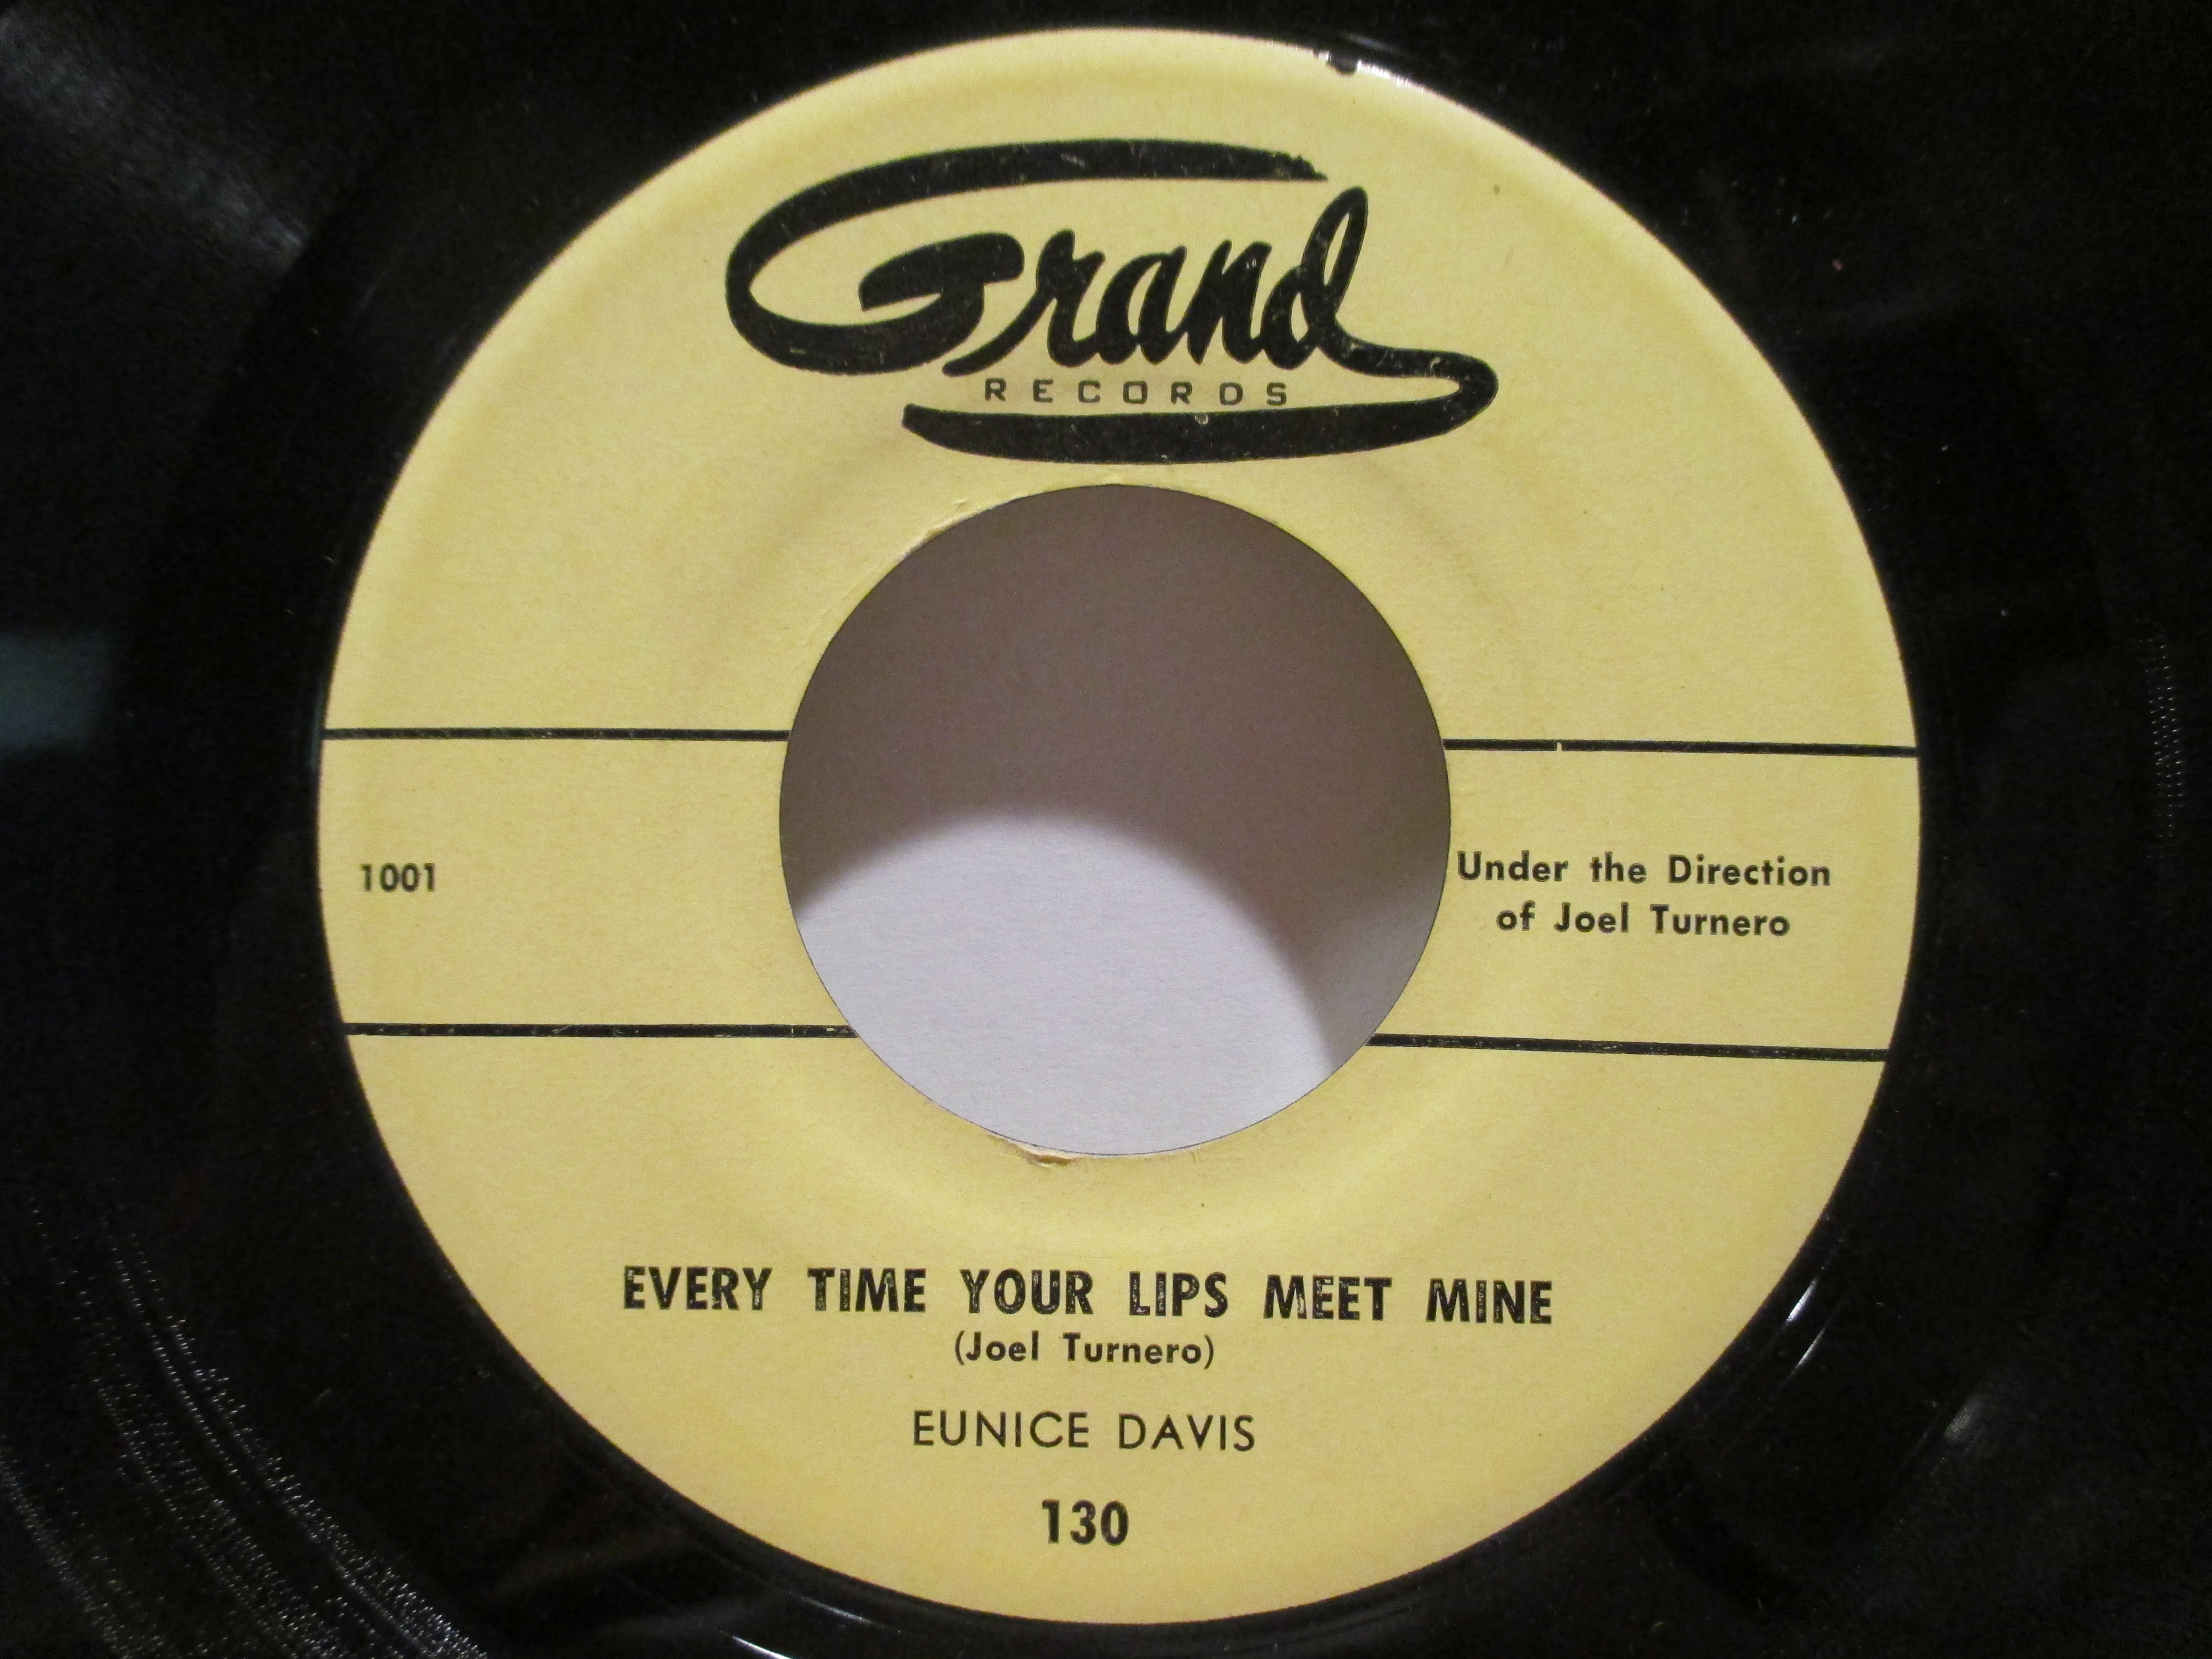 Grand
RECORDS
1001
Under the Direction
of Joel Turnero
EVERY TIME YOUR LIPS MEET MINE
(Joel Turnero)
EUNICE DAVIS
130